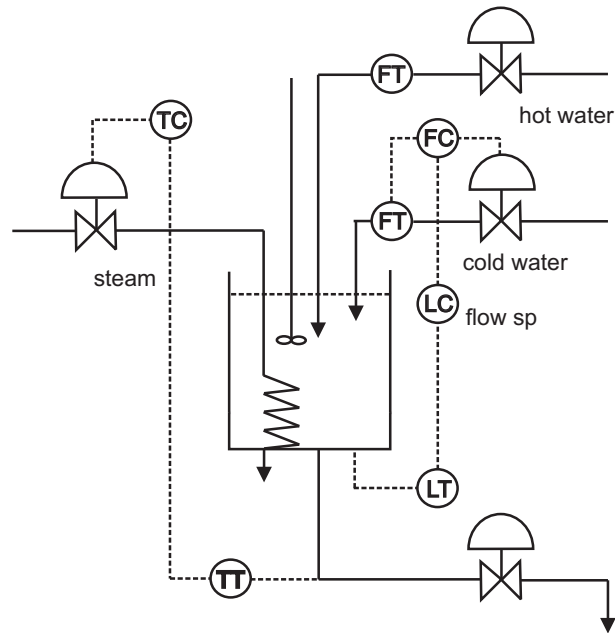 FT
hot water
TC
FC
FT
cold water
steam
LC
flow sp
LT
TT